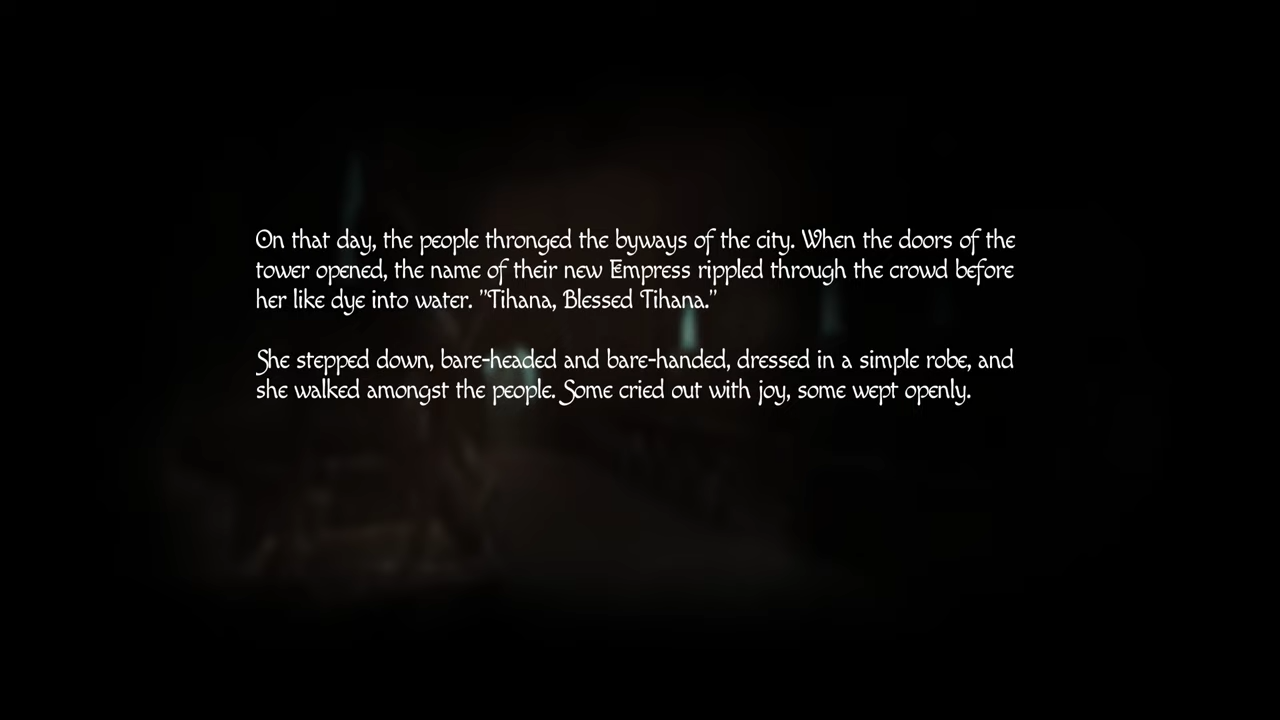 On that day, the people thronged the byways of the city. When the doors of the
tower opened, the name of their new Empress rippled through the crowd before
her like dye into water. "Tihana, Blessed Tihana."
She stepped down, bare-headed and bare-handed, dressed in a simple robe, and
she walked amongst the people. Some cried out with joy, some wept openly.